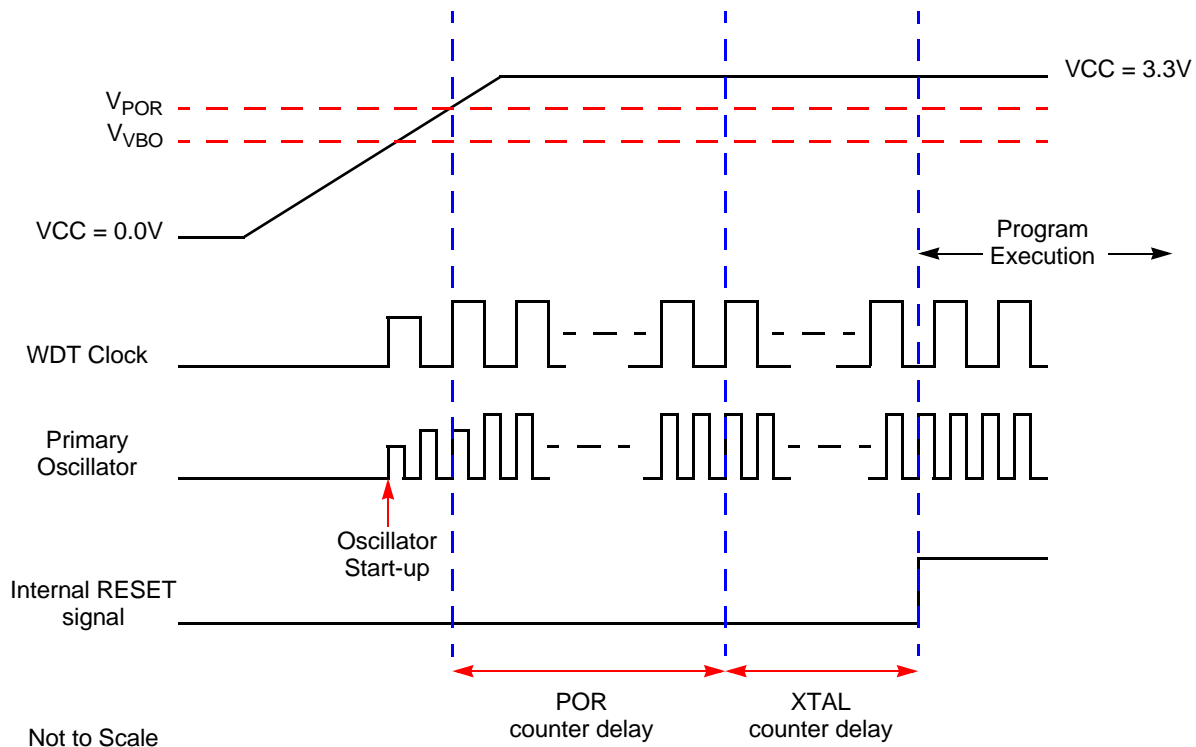 VCC = 3.3V
VPOR
VVBO
VCC = 0.0V
Program
Execution
WDT Clock
Primary
Oscillator
Oscillator
Start-up
Internal RESET
signal
POR
counter delay
XTAL
counter delay
Not to Scale